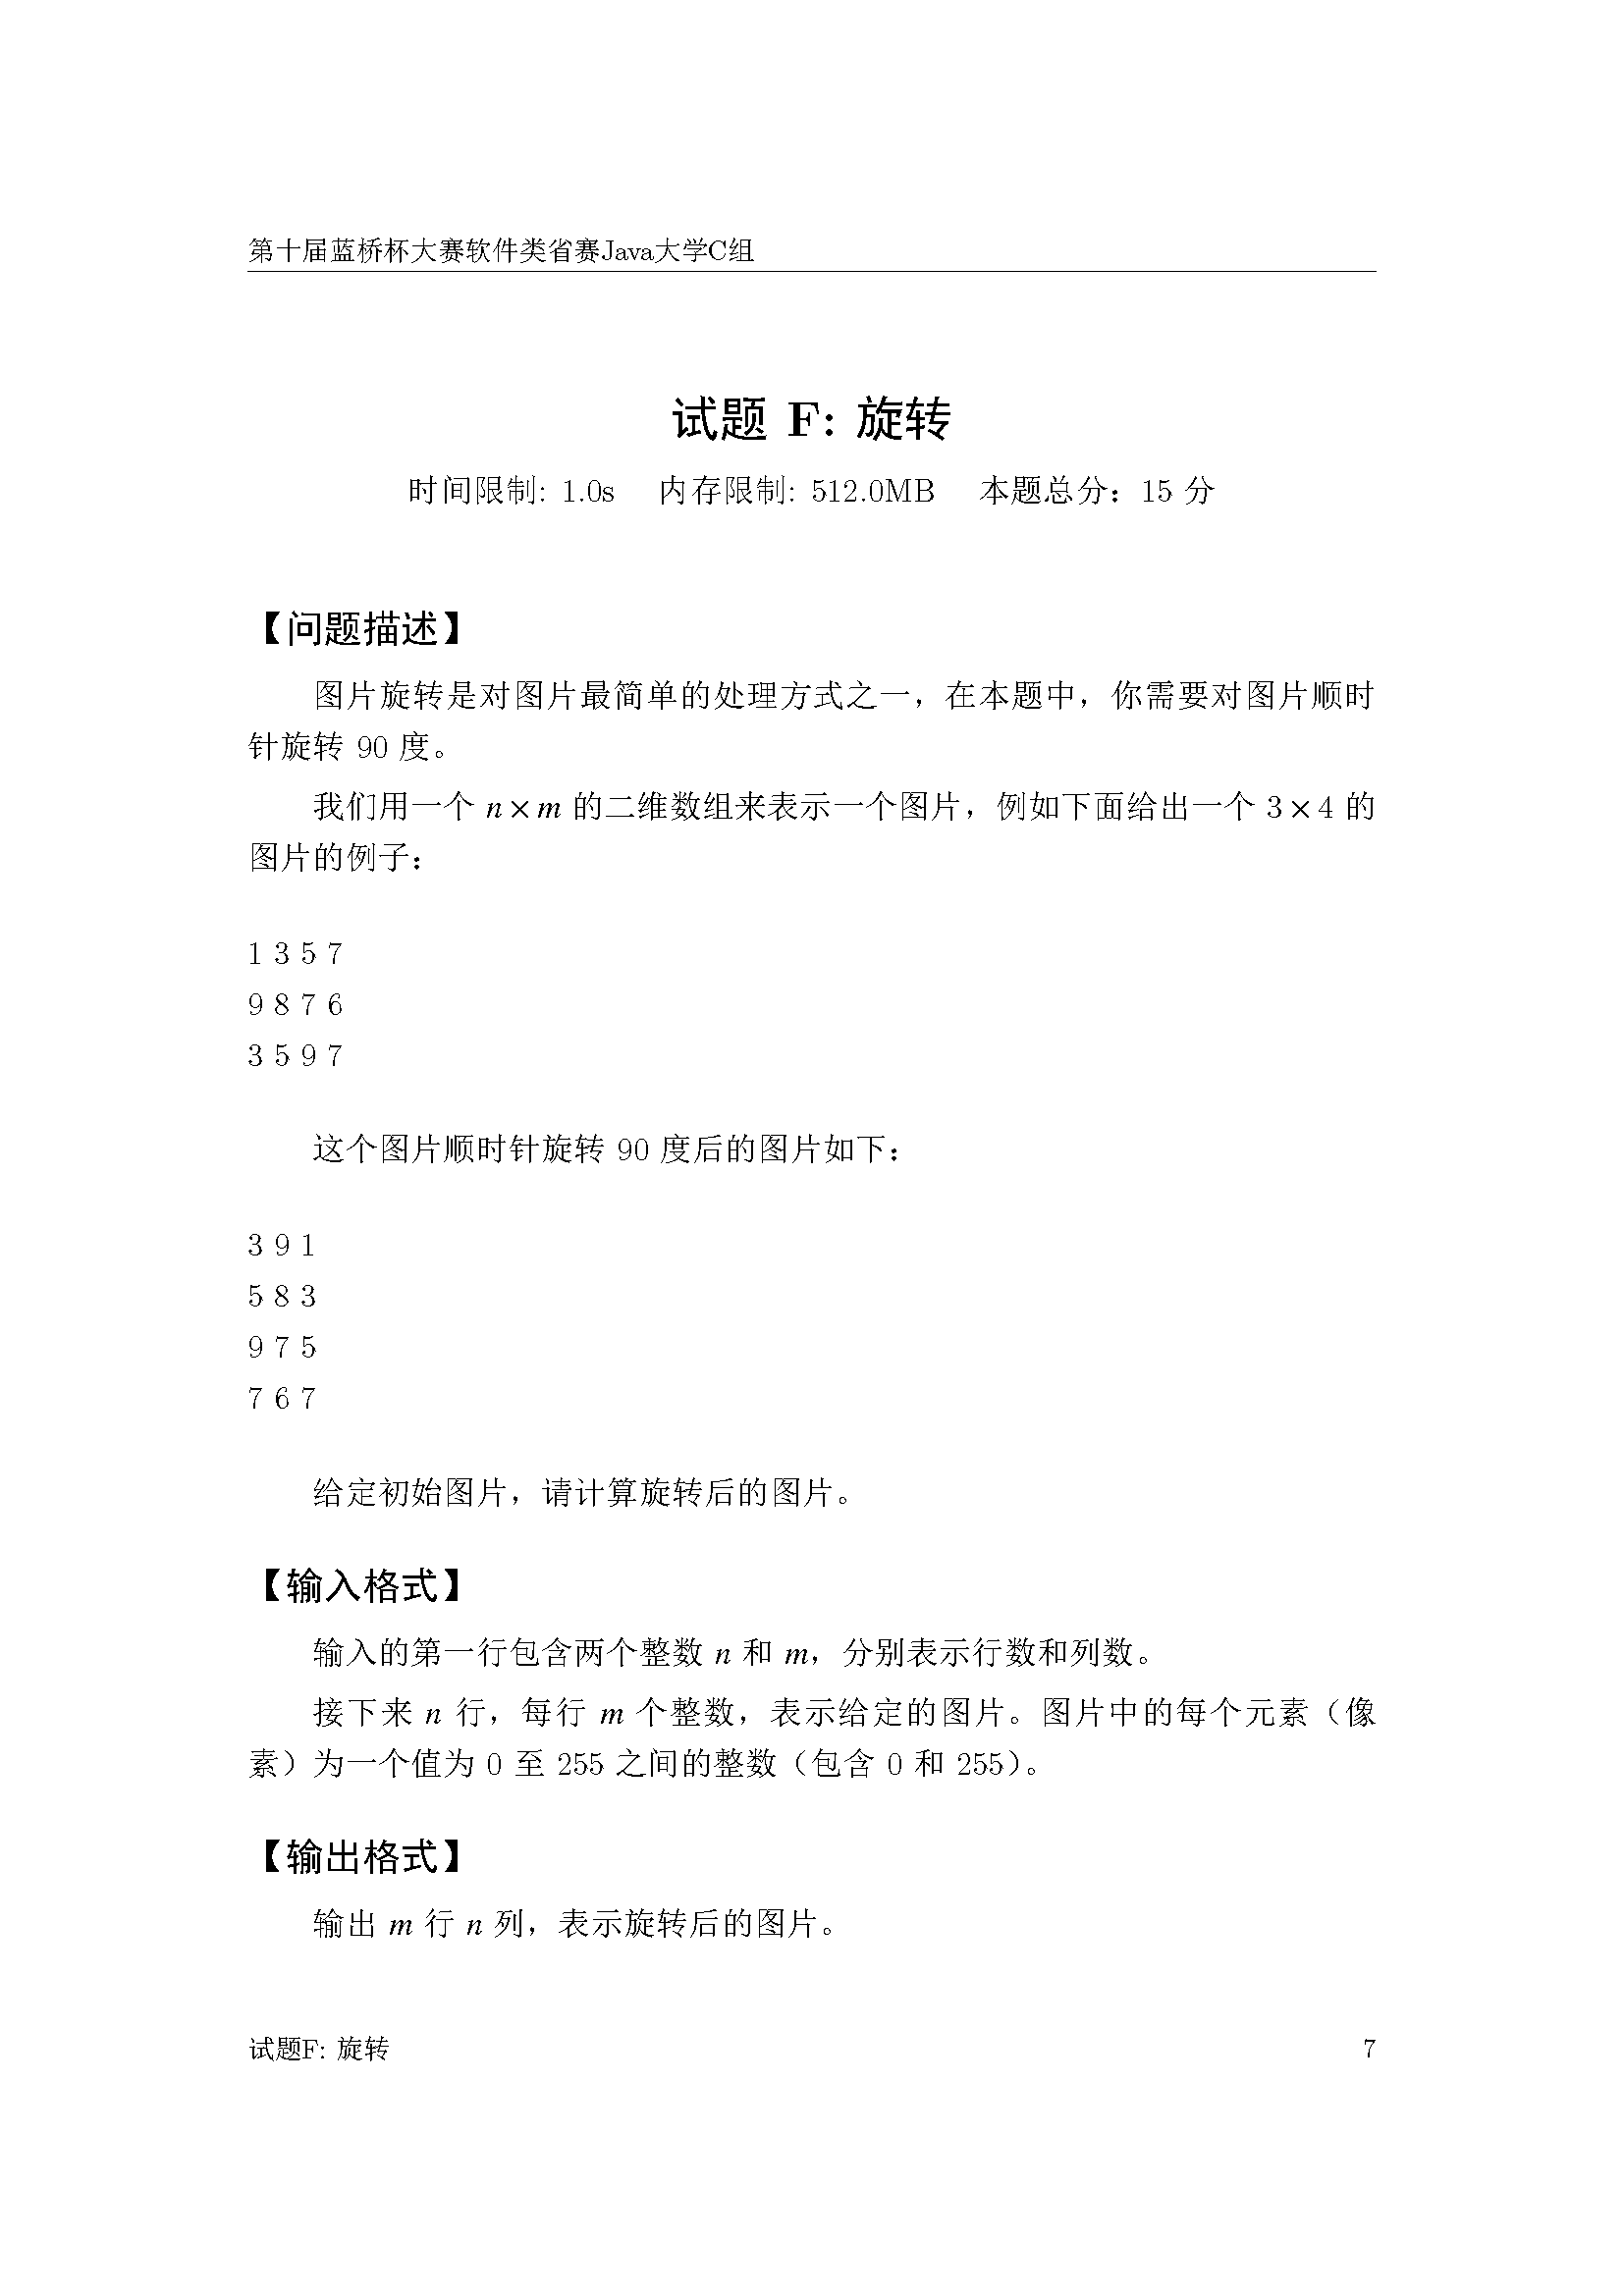 第十届蓝桥杯大赛软件类省赛Java大学C组
试题 F: 旋转
时间限制: 1.0s 内存限制: 512.0MB 本题总分：15 分
【问题描述】
图片旋转是对图片最简单的处理方式之一，在本题中，你需要对图片顺时
针旋转 90 度。
我们用一个 n × m 的二维数组来表示一个图片，例如下面给出一个 3 × 4 的
图片的例子：
1 3 5 7
9 8 7 6
3 5 9 7
这个图片顺时针旋转 90 度后的图片如下：
3 9 1
5 8 3
9 7 5
7 6 7
给定初始图片，请计算旋转后的图片。
【输入格式】
输入的第一行包含两个整数 n 和 m，分别表示行数和列数。
接下来 n 行，每行 m 个整数，表示给定的图片。图片中的每个元素（像
素）为一个值为 0 至 255 之间的整数（包含 0 和 255）。
【输出格式】
输出 m 行 n 列，表示旋转后的图片。
试题F: 旋转 7